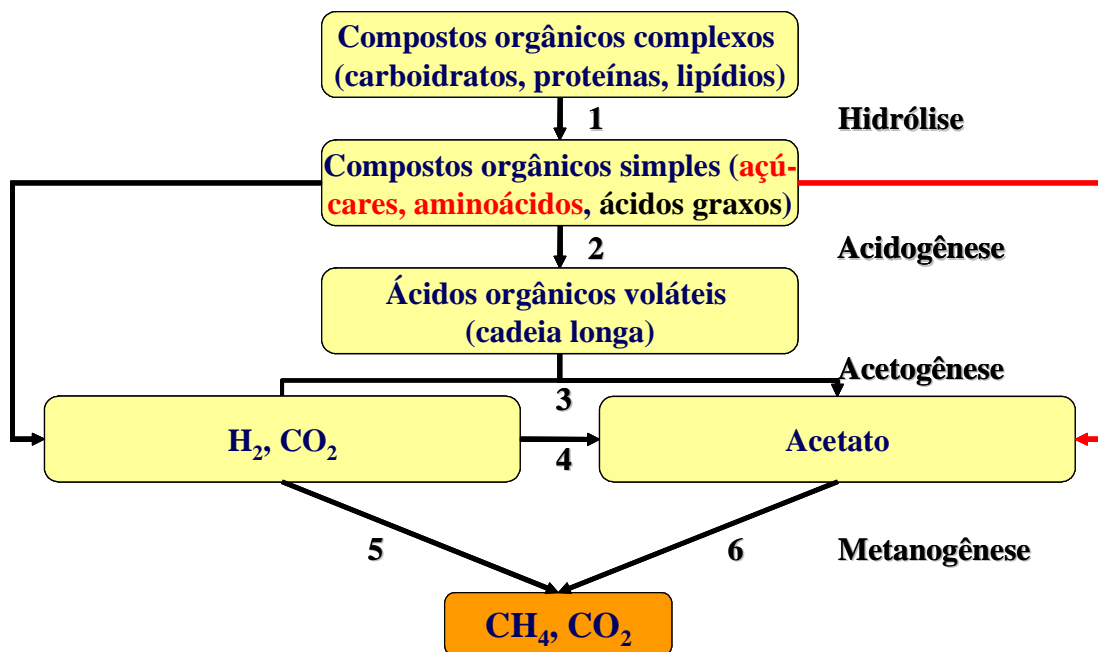 Compostos orgânicos complexos
(carboidratos, proteínas, lipídios)
1
Hidrólise
Compostos orgânicos simples (açú-
cares, aminoácidos, ácidos graxos)
2
Acidogênese
Ácidos orgânicos voláteis
(cadeia longa)
Acetogênese
3
H₂, CO₂
4
Acetato
5
6
Metanogênese
CH₄, CO₂